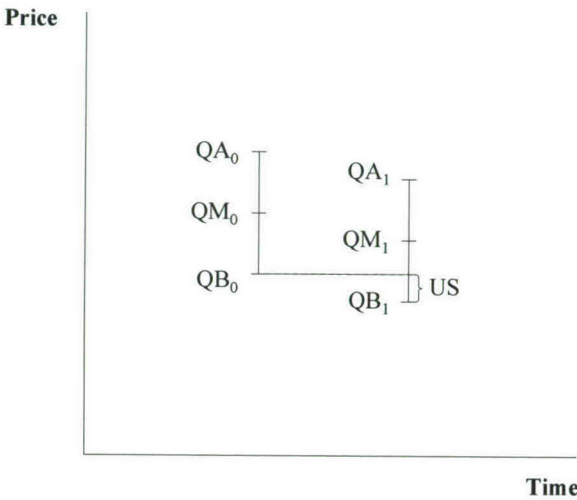 Price
QA₀
QA₁
QM₀
QM₁
QB₀
US
QB₁
Time